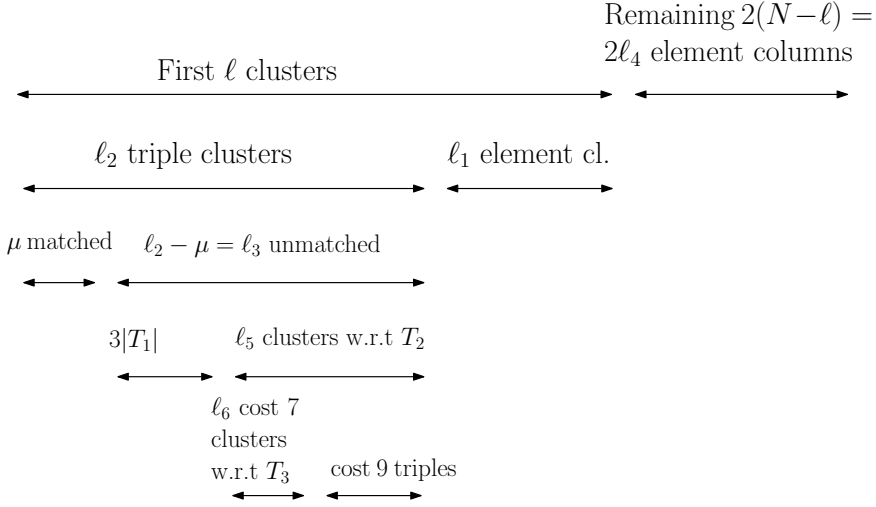 Remaining 2(N−ℓ) =
2ℓ₄ element columns
First ℓ clusters
ℓ₂ triple clusters
ℓ₁ element cl.
μ matched
ℓ₂ − μ = ℓ₃ unmatched
3|T₁|
ℓ₅ clusters w.r.t T₂
ℓ₆ cost 7
clusters
w.r.t T₃
cost 9 triples